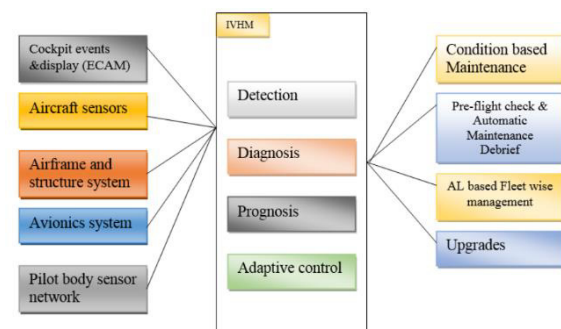 Cockpit events
&display (ECAM)
Aircraft sensors
Airframe and
structure system
Avionics system
Pilot body sensor
network
IVHM
Detection
Diagnosis
Prognosis
Adaptive control
Condition based
Maintenance
Pre-flight check &
Automatic
Maintenance
Debrief
AL based Fleet wise
management
Upgrades